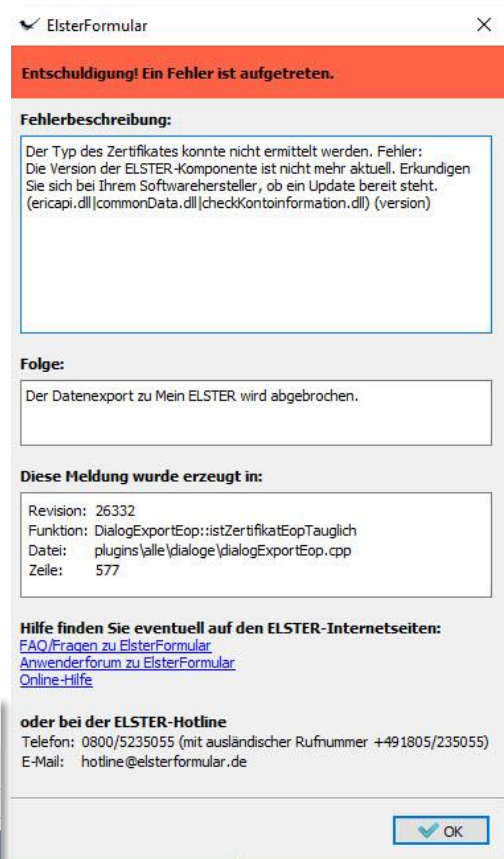 ElsterFormular
Entschuldigung! Ein Fehler ist aufgetreten.
Fehlerbeschreibung:
Der Typ des Zertifikates konnte nicht ermittelt werden. Fehler:
Die Version der ELSTER-Komponente ist nicht mehr aktuell. Erkundigen
Sie sich bei Ihrem Softwarehersteller, ob ein Update bereit steht.
(ericapi.dll|commonData.dll|checkKontoinformation.dll) (version)
Folge:
Der Datenexport zu Mein ELSTER wird abgebrochen.
Diese Meldung wurde erzeugt in:
Revision: 26332
Funktion: DialogExportEop::istZertifikatEopTauglich
Datei: plugins\alle\dialoge\dialogExportEop.cpp
Zeile: 577
Hilfe finden Sie eventuell auf den ELSTER-Internetseiten:
FAQ/Fragen zu ElsterFormular
Anwenderforum zu ElsterFormular
Online-Hilfe
oder bei der ELSTER-Hotline
Telefon: 0800/5235055 (mit ausländischer Rufnummer +491805/235055)
E-Mail: hotline@elsterformular.de
OK